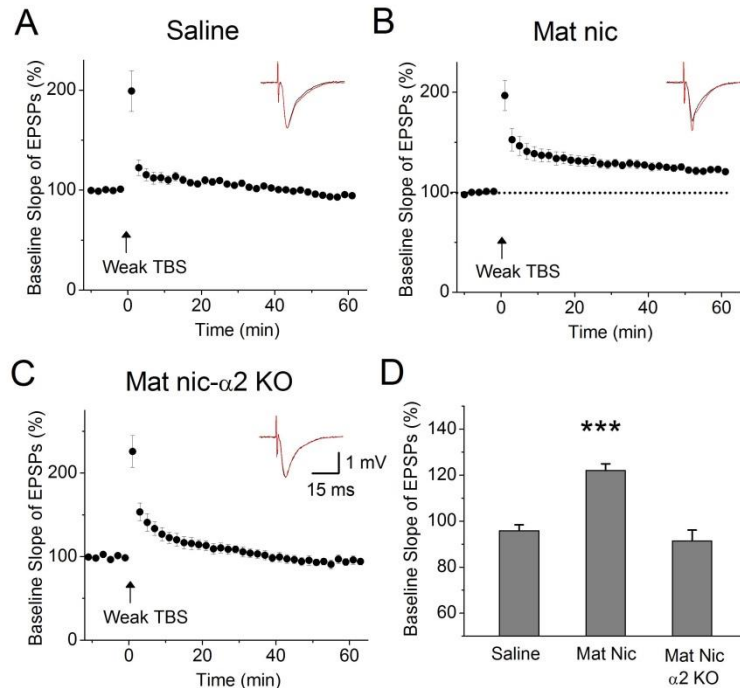 A
Saline
Baseline Slope of EPSPs (%)
200
100
0
Weak TBS
0
20
40
60
Time (min)
B
Mat nic
Baseline Slope of EPSPs (%)
200
100
0
Weak TBS
0
20
40
60
Time (min)
C
Mat nic-α2 KO
Baseline Slope of EPSPs (%)
200
100
0
1 mV
15 ms
Weak TBS
0
20
40
60
Time (min)
D
Baseline Slope of EPSPs (%)
140
120
100
80
60
***
Saline
Mat Nic
Mat Nic
α2 KO